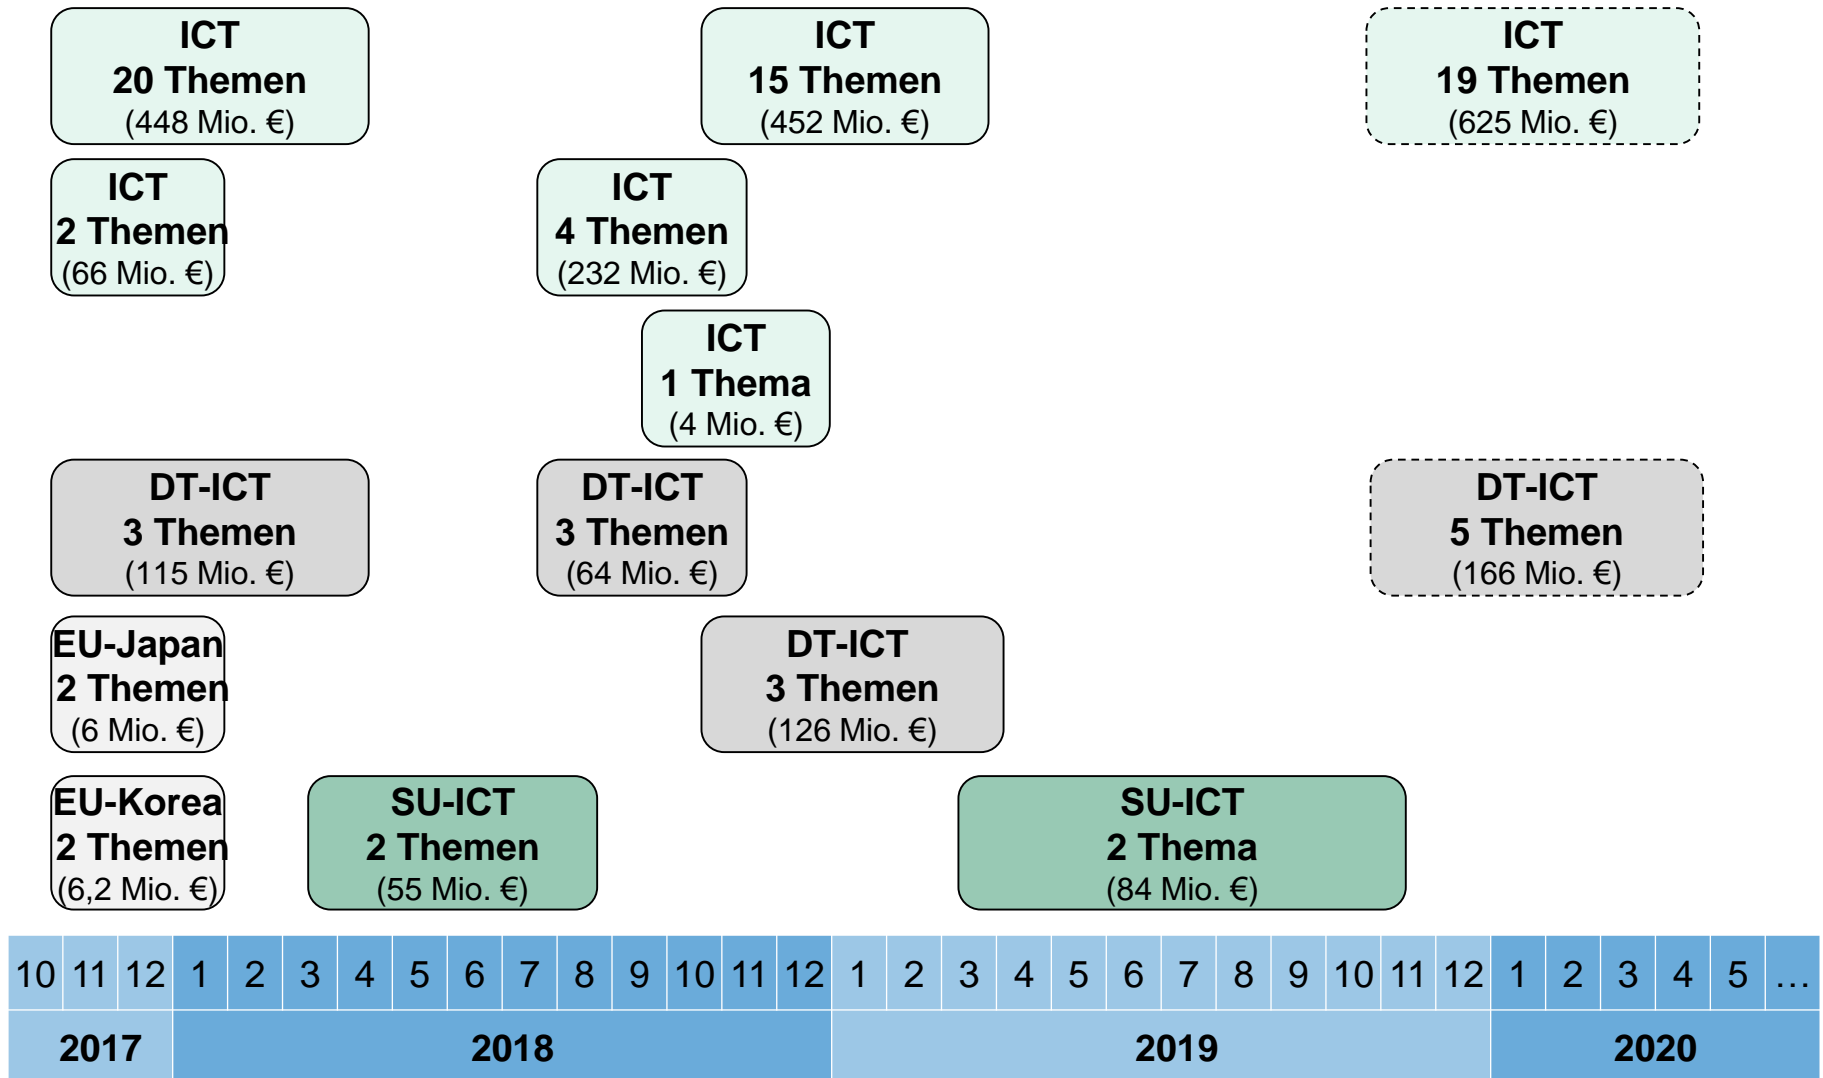 ICT
20 Themen
(448 Mio. €)
ICT
15 Themen
(452 Mio. €)
ICT
19 Themen
(625 Mio. €)
ICT
2 Themen
(66 Mio. €)
ICT
4 Themen
(232 Mio. €)
ICT
1 Thema
(4 Mio. €)
DT-ICT
3 Themen
(115 Mio. €)
DT-ICT
3 Themen
(64 Mio. €)
DT-ICT
5 Themen
(166 Mio. €)
EU-Japan
2 Themen
(6 Mio. €)
DT-ICT
3 Themen
(126 Mio. €)
EU-Korea
2 Themen
(6,2 Mio. €)
SU-ICT
2 Themen
(55 Mio. €)
SU-ICT
2 Thema
(84 Mio. €)
10 11 12 1 2 3 4 5 6 7 8 9 10 11 12 1 2 3 4 5 6 7 8 9 10 11 12 1 2 3 4 5 …
2017 2018 2019 2020